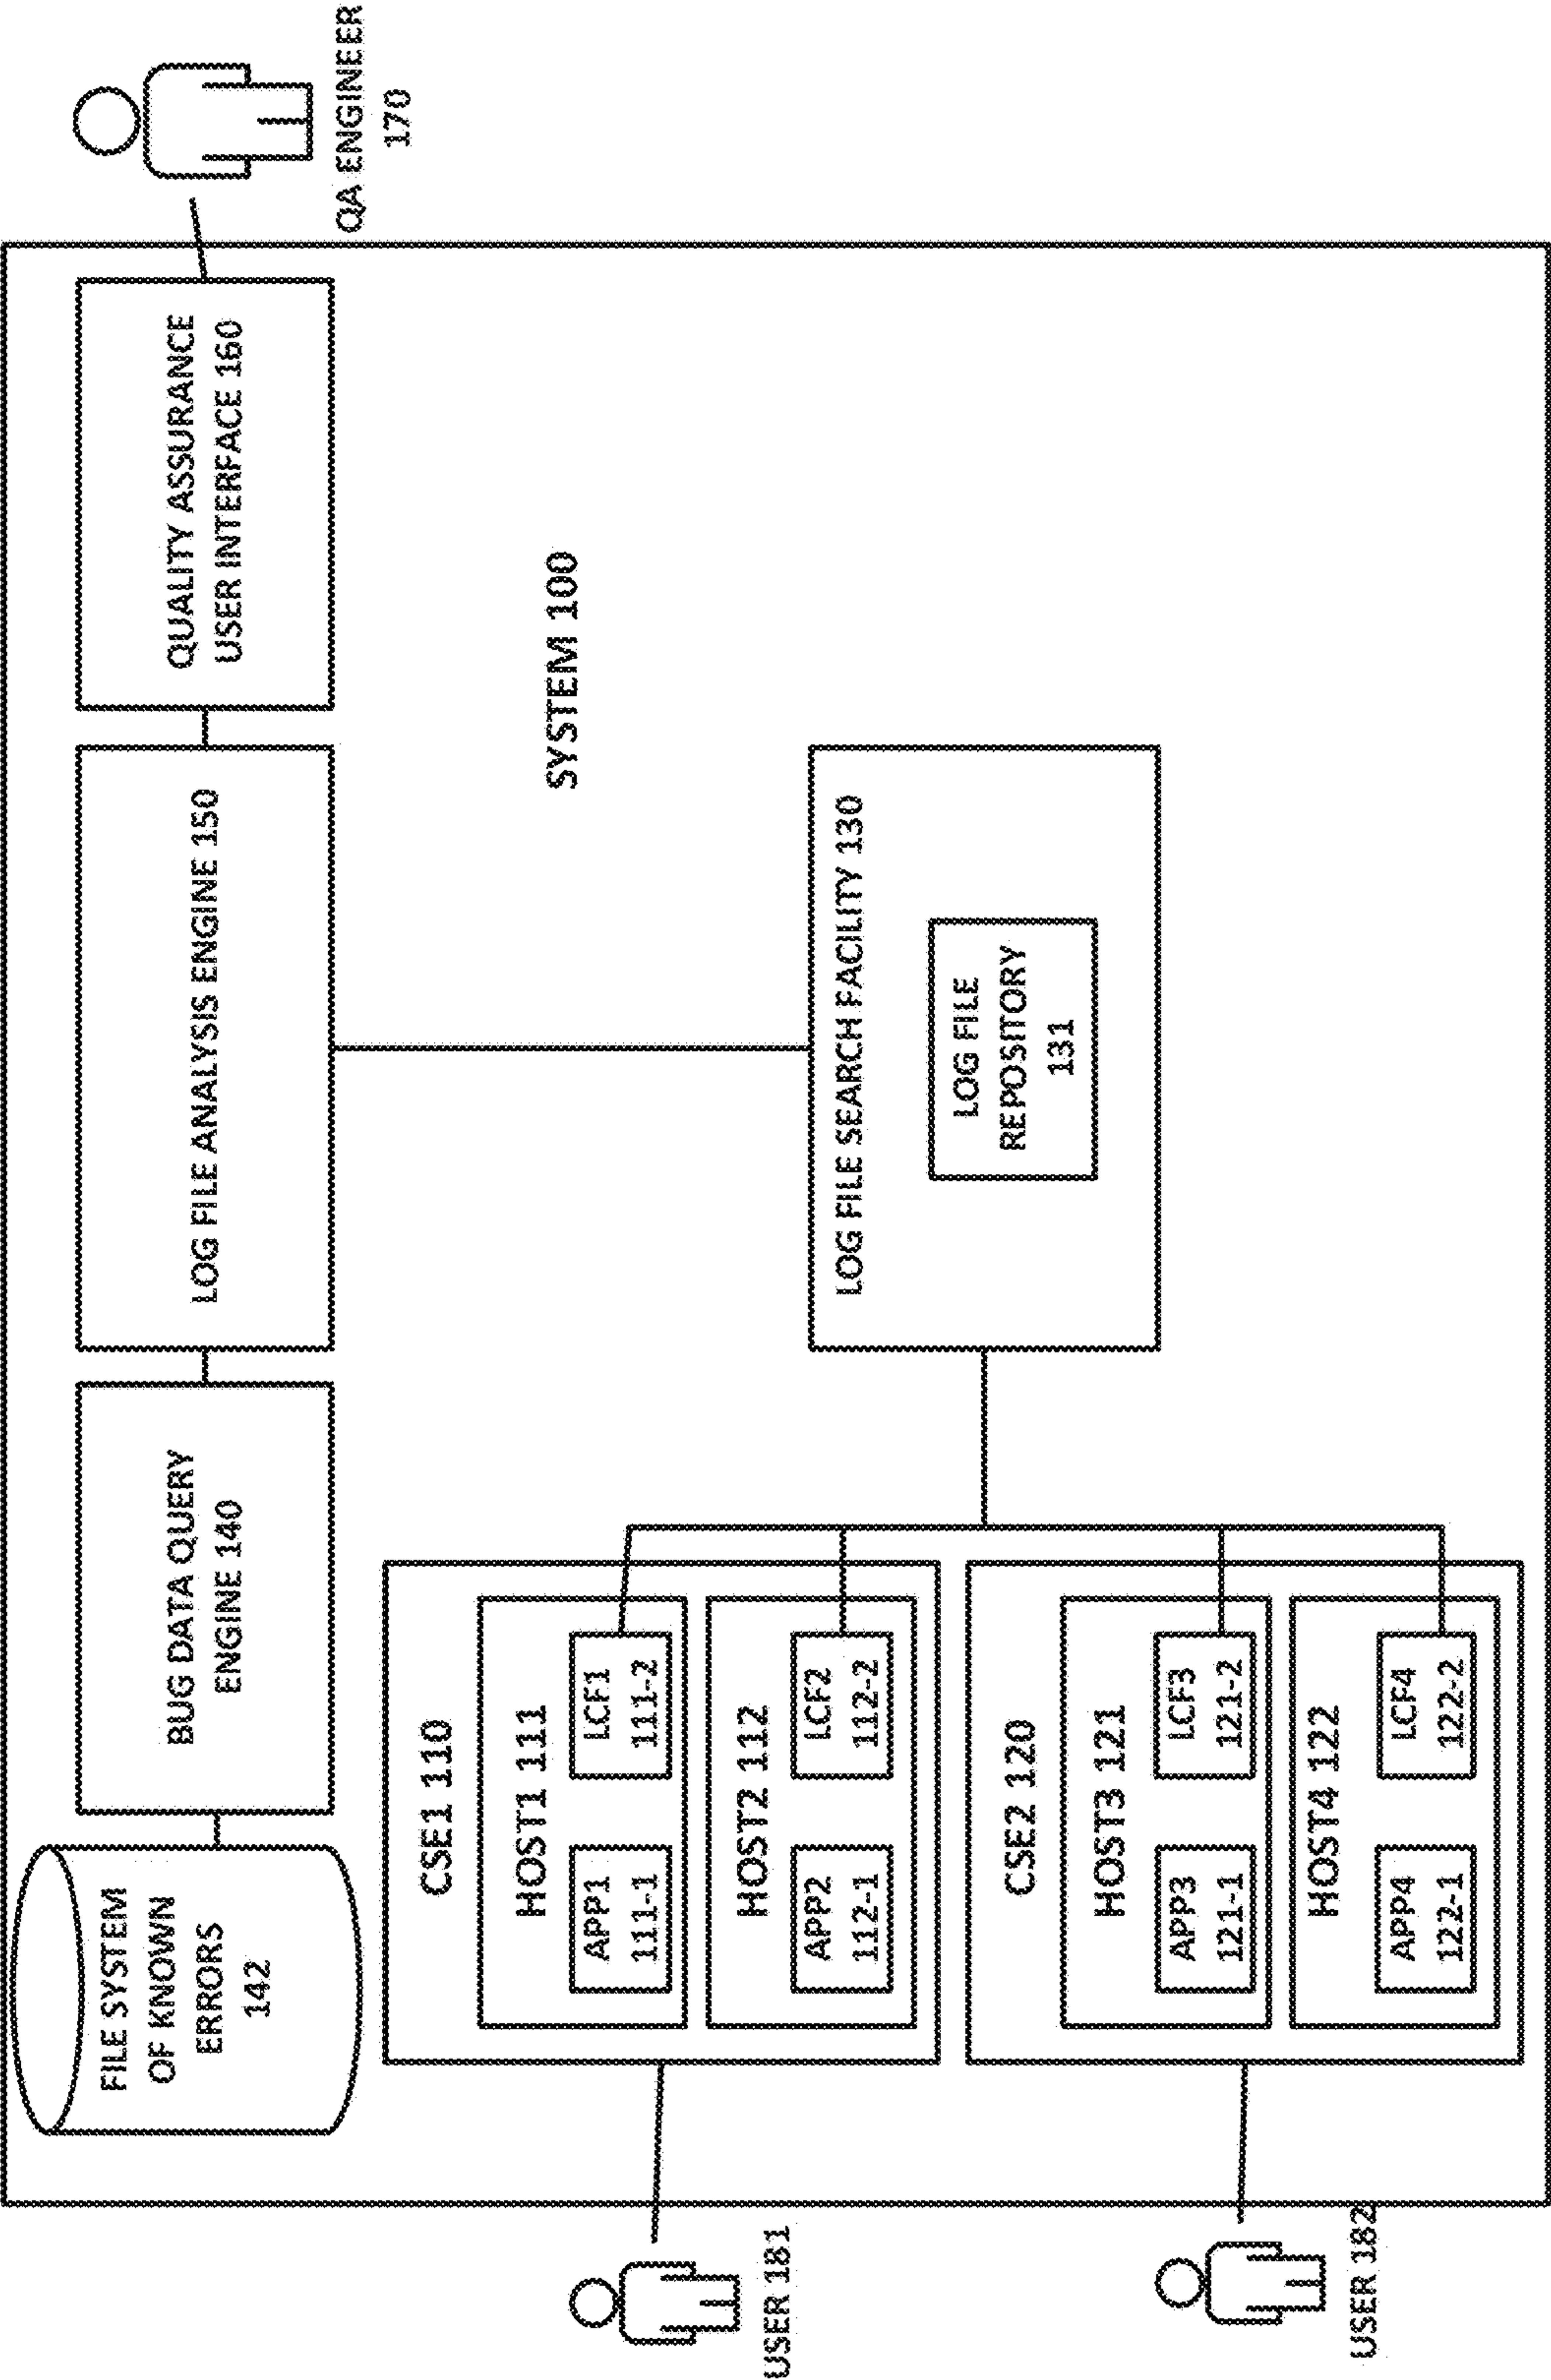 FILE SYSTEM
OF KNOWN
ERRORS
142
BUG DATA QUERY
ENGINE 140
LOG FILE ANALYSIS ENGINE 150
QUALITY ASSURANCE
USER INTERFACE 160
QA ENGINEER
170
SYSTEM 100
CSE1 110
HOST1 111
APP1
111-1
LCF1
111-2
HOST2 112
APP2
112-1
LCF2
112-2
LOG FILE SEARCH FACILITY 130
LOG FILE
REPOSITORY
131
CSE2 120
HOST3 121
APP3
121-1
LCF3
121-2
HOST4 122
APP4
122-1
LCF4
122-2
USER 181
USER 182